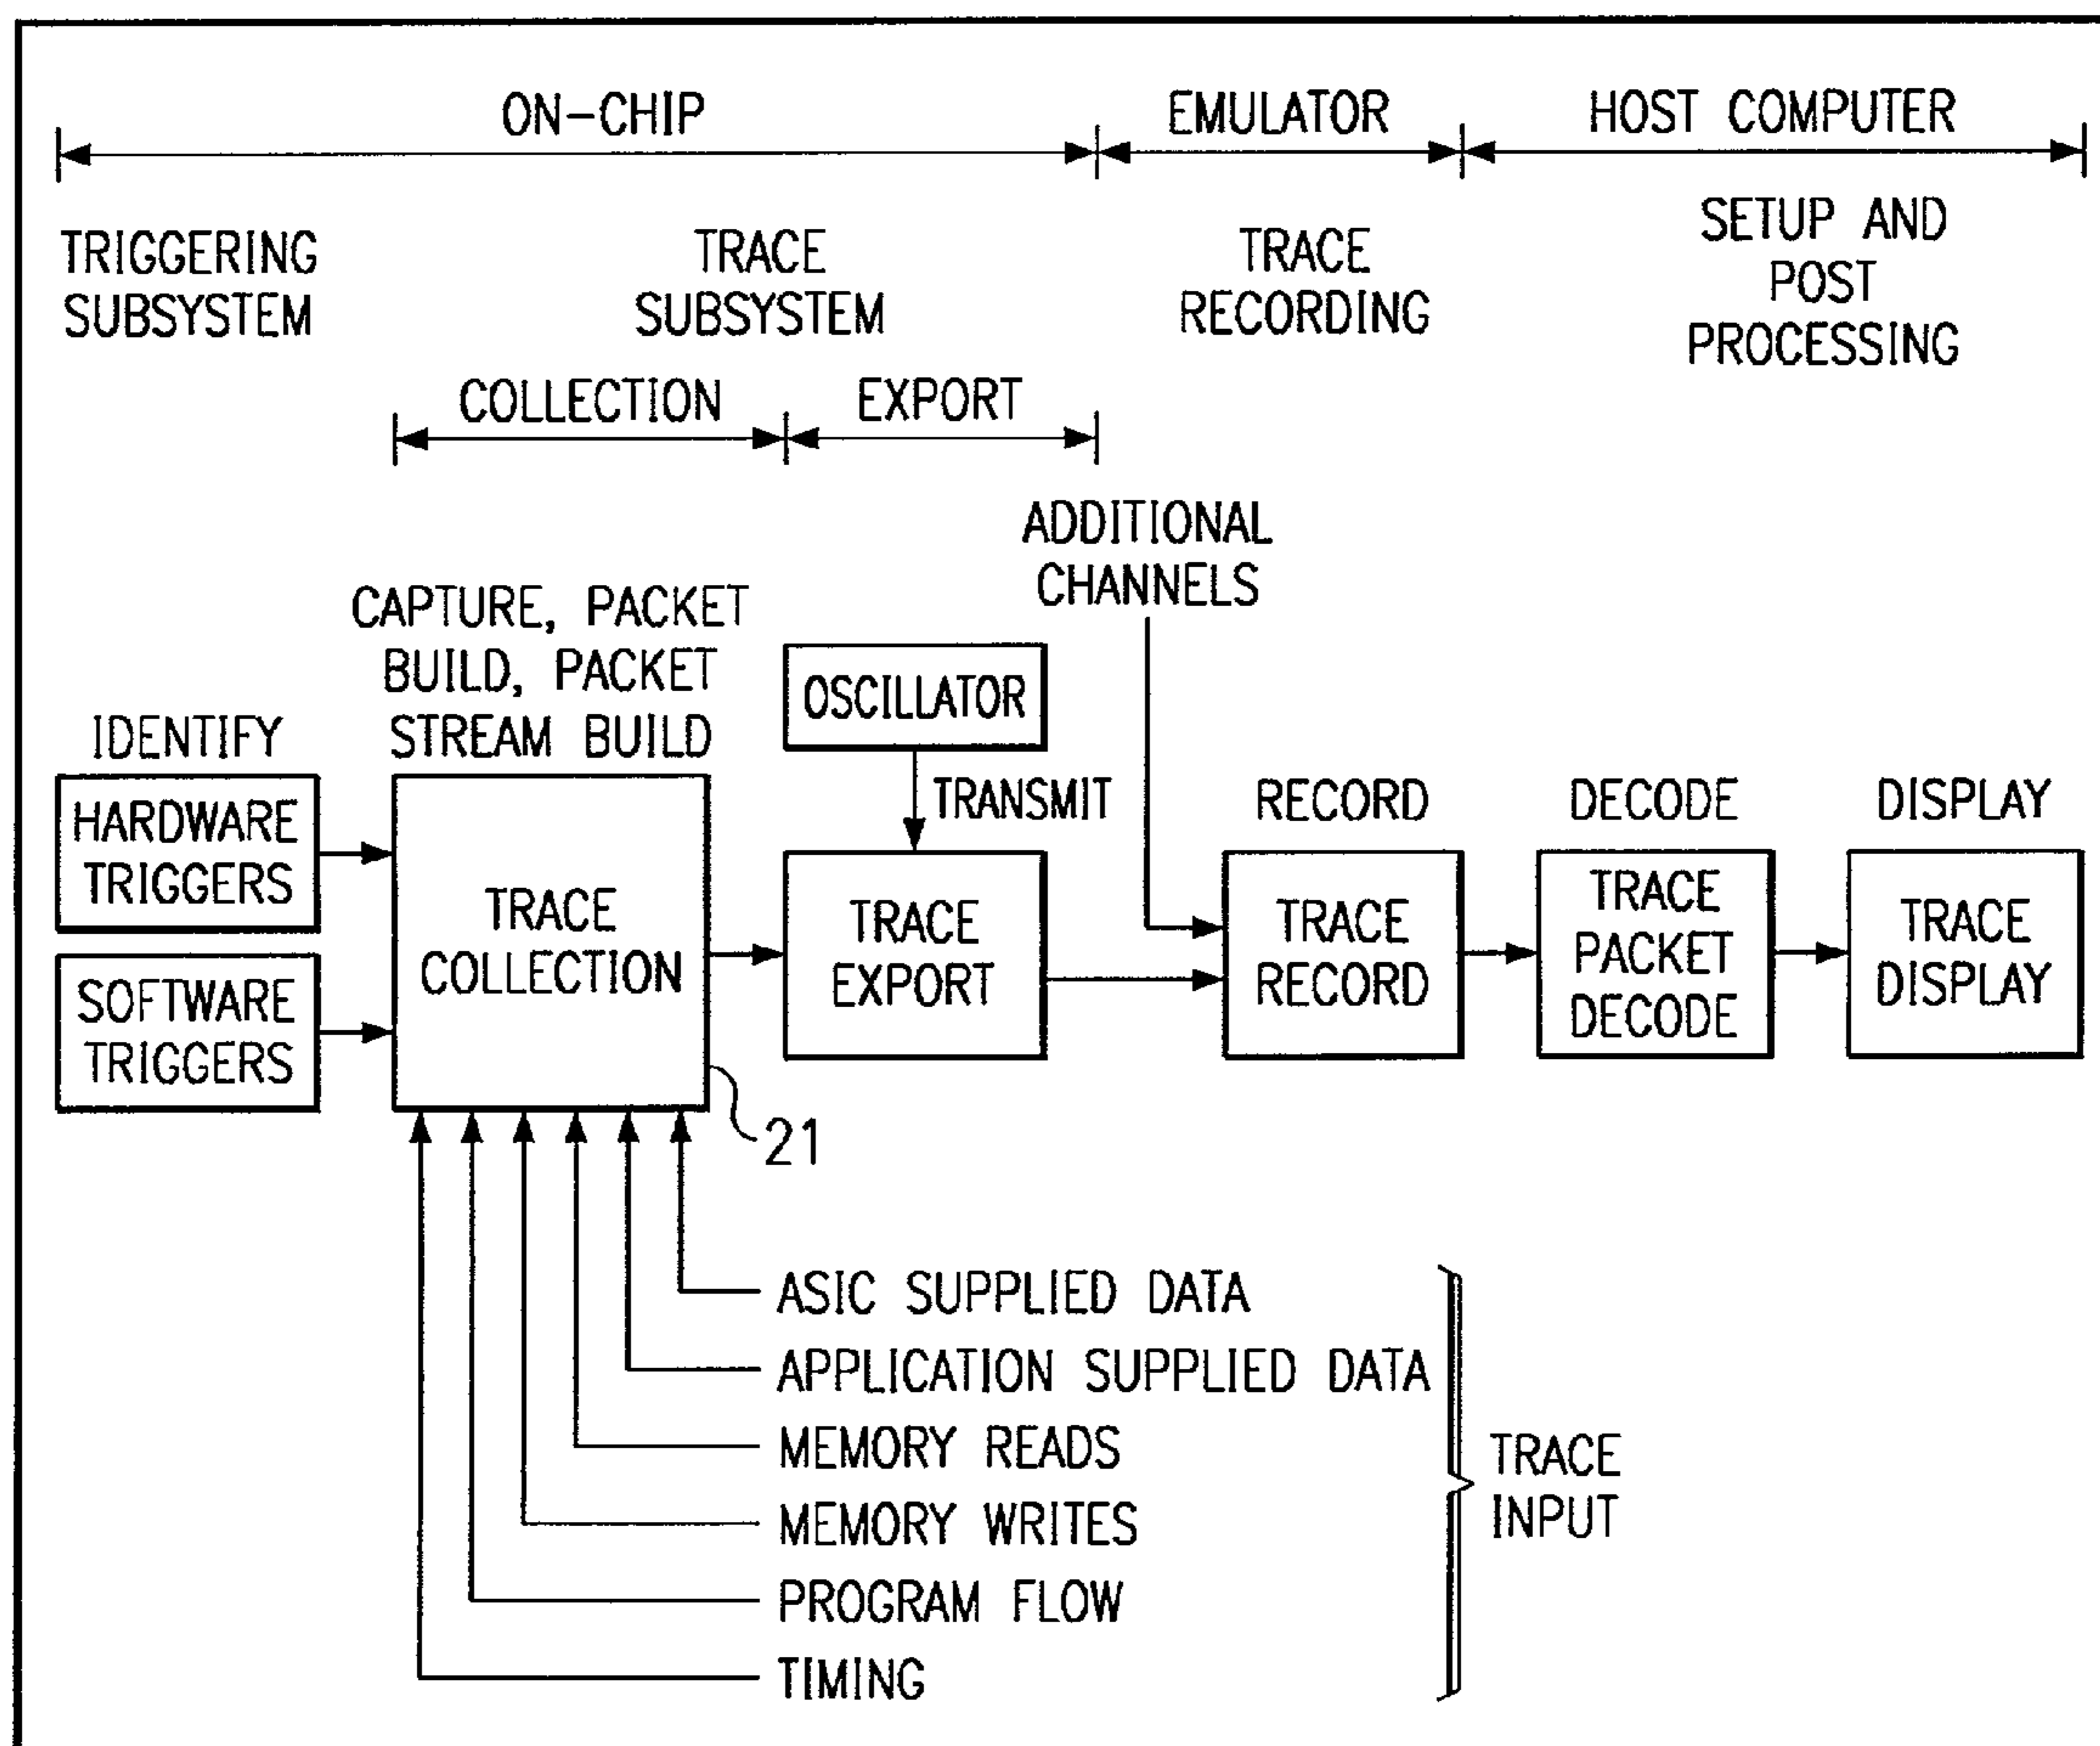 ON-CHIP
EMULATOR
HOST COMPUTER
TRIGGERING
SUBSYSTEM
TRACE
SUBSYSTEM
TRACE
RECORDING
SETUP AND
POST
PROCESSING
COLLECTION
EXPORT
ADDITIONAL
CHANNELS
IDENTIFY
CAPTURE, PACKET
BUILD, PACKET
STREAM BUILD
OSCILLATOR
TRANSMIT
RECORD
DECODE
DISPLAY
HARDWARE
TRIGGERS
SOFTWARE
TRIGGERS
TRACE
COLLECTION
TRACE
EXPORT
TRACE
RECORD
TRACE
PACKET
DECODE
TRACE
DISPLAY
21
ASIC SUPPLIED DATA
APPLICATION SUPPLIED DATA
MEMORY READS
MEMORY WRITES
PROGRAM FLOW
TIMING
TRACE
INPUT